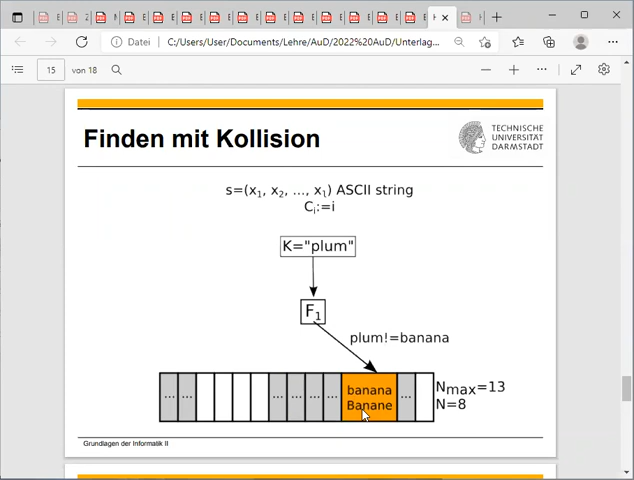 Datei
C:/Users/User/Documents/Lehre/AuD/2022%20AuD/Unterlag...
15
von 18
Finden mit Kollision
TECHNISCHE
UNIVERSITÄT
DARMSTADT
s=(x1, x2, ..., xl) ASCII string
Ci:=i
K="plum"
F1
plum!=banana
... ... ... ... ... ... banana ...
Banane
Nmax=13
N=8
Grundlagen der Informatik II